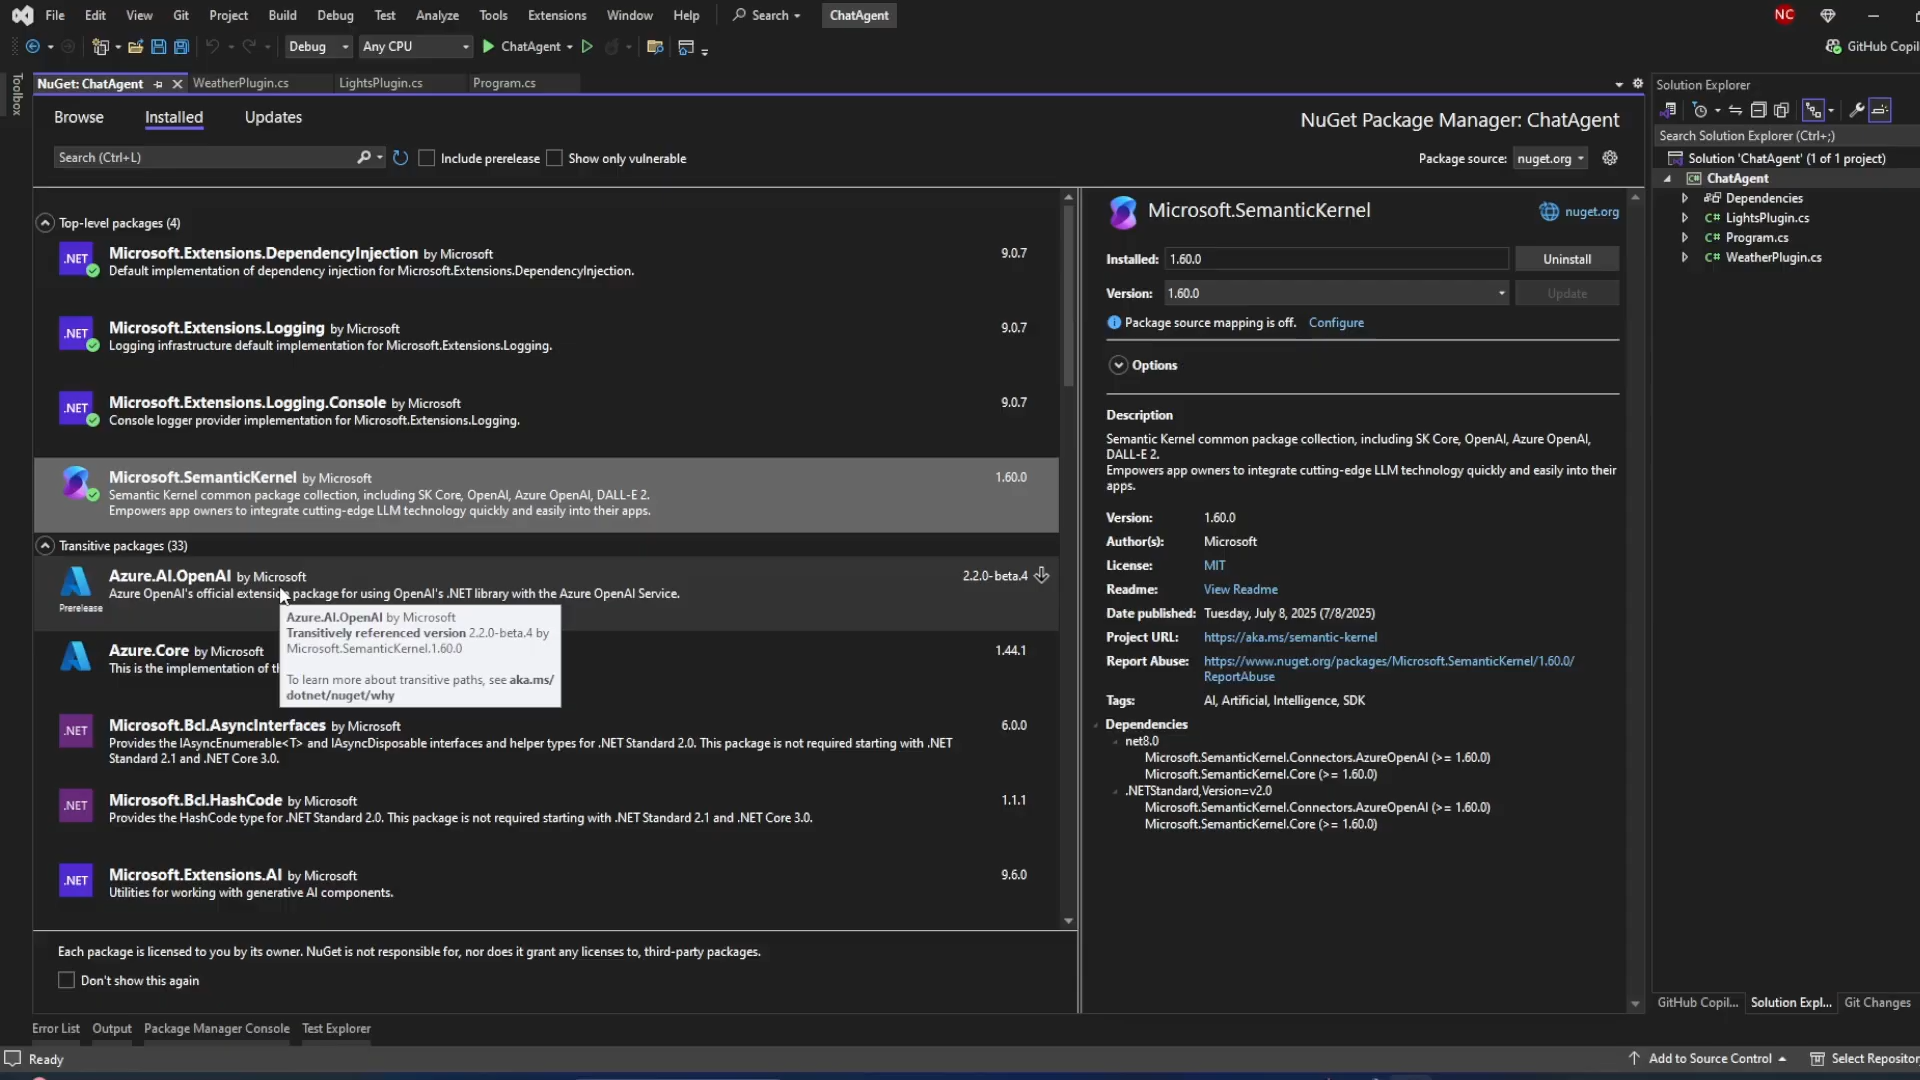 File Edit View Git Project Build Debug Test Analyze Tools Extensions Window Help Search ChatAgent NC
Debug Any CPU ChatAgent GitHub Copil
Toolbox
NuGet: ChatAgent WeatherPlugin.cs LightsPlugin.cs Program.cs
Browse Installed Updates
NuGet Package Manager: ChatAgent
Search (Ctrl+L) Include prerelease Show only vulnerable
Package source: nuget.org
Top-level packages (4)
.NET Microsoft.Extensions.DependencyInjection by Microsoft 9.0.7
Default implementation of dependency injection for Microsoft.Extensions.DependencyInjection.
.NET Microsoft.Extensions.Logging by Microsoft 9.0.7
Logging infrastructure default implementation for Microsoft.Extensions.Logging.
.NET Microsoft.Extensions.Logging.Console by Microsoft 9.0.7
Console logger provider implementation for Microsoft.Extensions.Logging.
Microsoft.SemanticKernel by Microsoft 1.60.0
Semantic Kernel common package collection, including SK Core, OpenAI, Azure OpenAI, DALL-E 2.
Empowers app owners to integrate cutting-edge LLM technology quickly and easily into their apps.
Transitive packages (33)
Azure.AI.OpenAI by Microsoft 2.2.0-beta.4
Azure OpenAI's official extension package for using OpenAI's .NET library with the Azure OpenAI Service.
Prerelease
Azure.AI.OpenAI by Microsoft
Transitively referenced version 2.2.0-beta.4 by
Microsoft.SemanticKernel.1.60.0
To learn more about transitive paths, see aka.ms/
dotnet/nuget/why
Azure.Core by Microsoft 1.44.1
This is the implementation of t
.NET Microsoft.Bcl.AsyncInterfaces by Microsoft 6.0.0
Provides the IAsyncEnumerable<T> and IAsyncDisposable interfaces and helper types for .NET Standard 2.0. This package is not required starting with .NET
Standard 2.1 and .NET Core 3.0.
.NET Microsoft.Bcl.HashCode by Microsoft 1.1.1
Provides the HashCode type for .NET Standard 2.0. This package is not required starting with .NET Standard 2.1 and .NET Core 3.0.
.NET Microsoft.Extensions.AI by Microsoft 9.6.0
Utilities for working with generative AI components.
Each package is licensed to you by its owner. NuGet is not responsible for, nor does it grant any licenses to, third-party packages.
Don't show this again
Microsoft.SemanticKernel nuget.org
Installed: 1.60.0 Uninstall
Version: 1.60.0 Update
Package source mapping is off. Configure
Options
Description
Semantic Kernel common package collection, including SK Core, OpenAI, Azure OpenAI,
DALL-E 2.
Empowers app owners to integrate cutting-edge LLM technology quickly and easily into their
apps.
Version: 1.60.0
Author(s): Microsoft
License: MIT
Readme: View Readme
Date published: Tuesday, July 8, 2025 (7/8/2025)
Project URL: https://aka.ms/semantic-kernel
Report Abuse: https://www.nuget.org/packages/Microsoft.SemanticKernel/1.60.0/
ReportAbuse
Tags: AI, Artificial, Intelligence, SDK
Dependencies
net8.0
Microsoft.SemanticKernel.Connectors.AzureOpenAI (>= 1.60.0)
Microsoft.SemanticKernel.Core (>= 1.60.0)
.NETStandard,Version=v2.0
Microsoft.SemanticKernel.Connectors.AzureOpenAI (>= 1.60.0)
Microsoft.SemanticKernel.Core (>= 1.60.0)
Solution Explorer
Search Solution Explorer (Ctrl+;)
Solution 'ChatAgent' (1 of 1 project)
C# ChatAgent
Dependencies
C# LightsPlugin.cs
C# Program.cs
C# WeatherPlugin.cs
GitHub Copil... Solution Expl... Git Changes
Error List Output Package Manager Console Test Explorer
Ready Add to Source Control Select Repositor